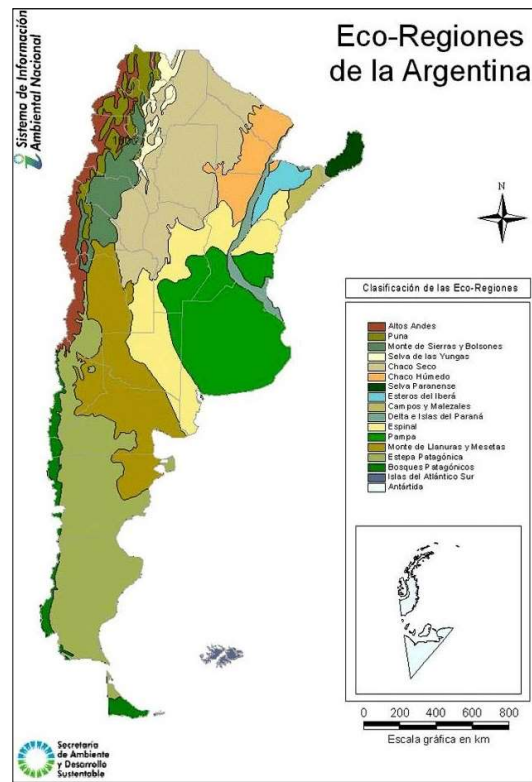 Sistema de Información
Ambiental Nacional
Eco-Regiones
de la Argentina
N
Clasificación de las Eco-Regiones
Altos Andes
Puna
Monte de Sierras y Bolsones
Selva de las Yungas
Chaco Seco
Chaco Húmedo
Selva Paranense
Esteros del Iberá
Campos y Malezales
Delta e Islas del Paraná
Espinal
Pampa
Monte de Llanuras y Mesetas
Estepa Patagónica
Bosques Patagónicos
Islas del Atlántico Sur
Antártida
0 200 400 600 800
Escala gráfica en km
Secretaría
de Ambiente
y Desarrollo
Sustentable